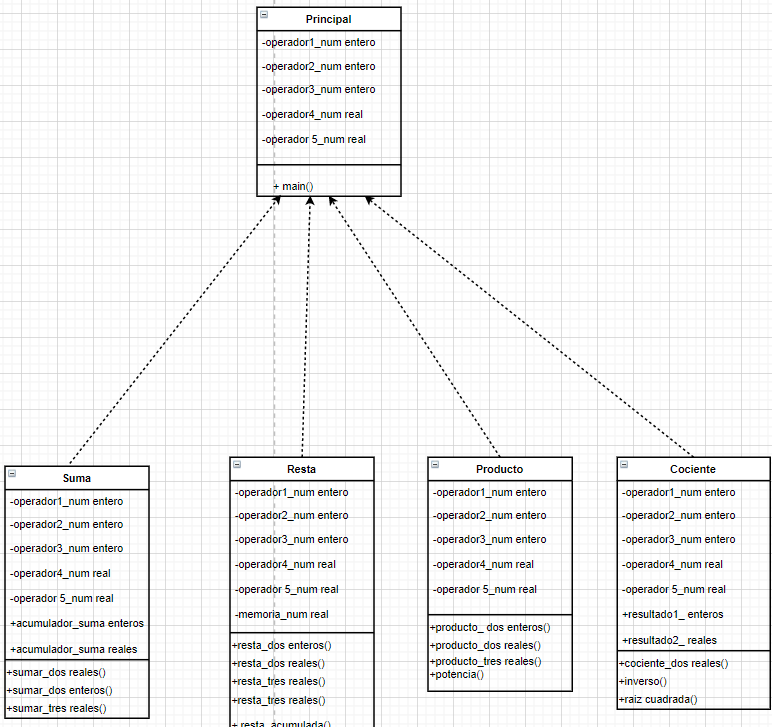 Principal
-operador1_num entero
-operador2_num entero
-operador3_num entero
-operador4_num real
-operador 5_num real
+ main()
Suma
-operador1_num entero
-operador2_num entero
-operador3_num entero
-operador4_num real
-operador 5_num real
+acumulador_suma enteros
+acumulador_suma reales
+sumar_dos reales()
+sumar_dos enteros()
+sumar_tres reales()
Resta
-operador1_num entero
-operador2_num entero
-operador3_num entero
-operador4_num real
-operador 5_num real
-memoria_num real
+resta_dos enteros()
+resta_dos reales()
+resta_tres reales()
+resta_tres reales()
+ resta_acumulada()
Producto
-operador1_num entero
-operador2_num entero
-operador3_num entero
-operador4_num real
-operador 5_num real
+producto_ dos enteros()
+producto_dos reales()
+producto_tres reales()
+potencia()
Cociente
-operador1_num entero
-operador2_num entero
-operador3_num entero
-operador4_num real
-operador 5_num real
+resultado1_ enteros
+resultado2_ reales
+cociente_dos reales()
+inverso()
+raiz cuadrada()